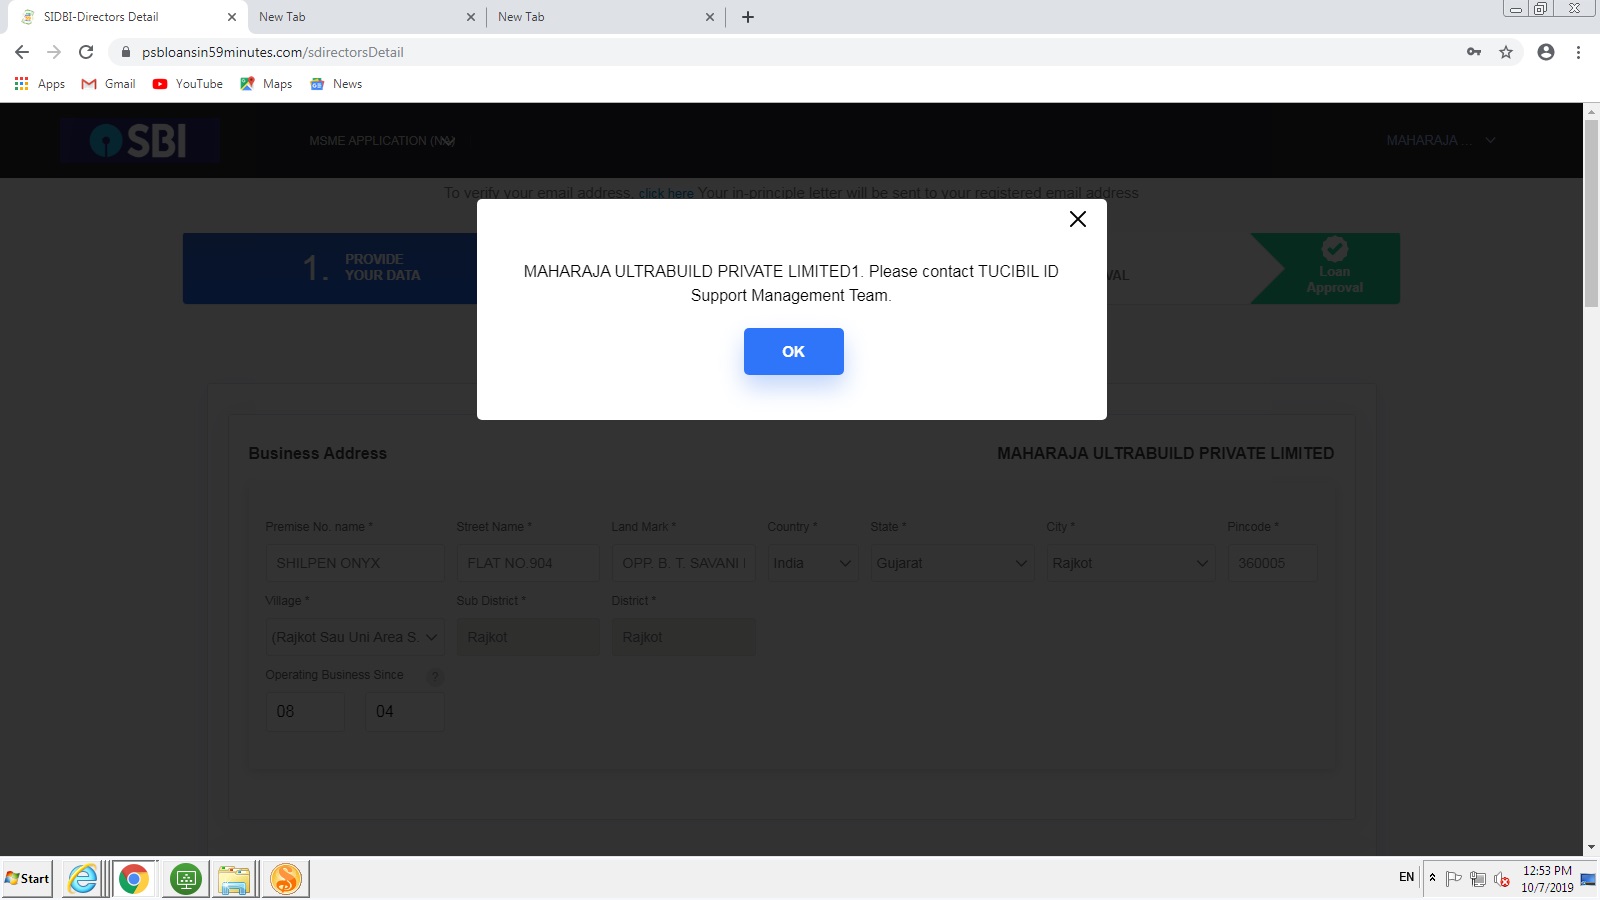 SIDBI-Directors Detail
New Tab
New Tab
psbloansin59minutes.com/sdirectorsDetail
Apps
Gmail
YouTube
Maps
News
SBI
MSME APPLICATION
MAHARAJA ...
To verify your email address, click here Your in-principle letter will be sent to your registered email address
1. PROVIDE
YOUR DATA
Loan
Approval
MAHARAJA ULTRABUILD PRIVATE LIMITED1. Please contact TUCIBIL ID
Support Management Team.
OK
Business Address
MAHARAJA ULTRABUILD PRIVATE LIMITED
Premise No. name * Street Name * Land Mark * Country * State * City * Pincode *
SHILPEN ONYX FLAT NO.904 OPP. B. T. SAVANI India Gujarat Rajkot 360005
Village * Sub District * District *
(Rajkot Sau Uni Area S. Rajkot Rajkot
Operating Business Since ?
08 04
Start
EN
12:53 PM
10/7/2019